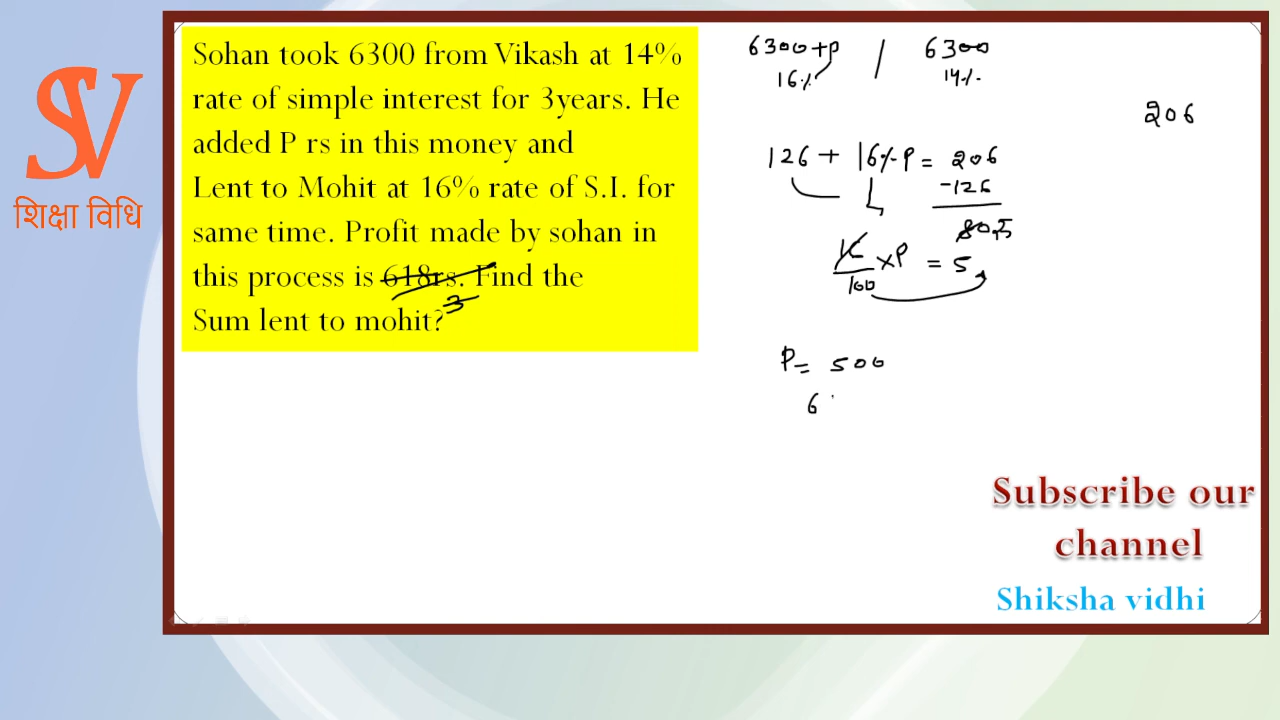 SV
शिक्षा विधि
Sohan took 6300 from Vikash at 14%
rate of simple interest for 3years. He
added P rs in this money and
Lent to Mohit at 16% rate of S.I. for
same time. Profit made by sohan in
this process is 618rs. Find the
3
Sum lent to mohit?
6300+P / 6300
16% 14%
206
126 + 16% P = 206
-126
80,5
16/100 × P = 5
P = 500
6
Subscribe our
channel
Shiksha vidhi